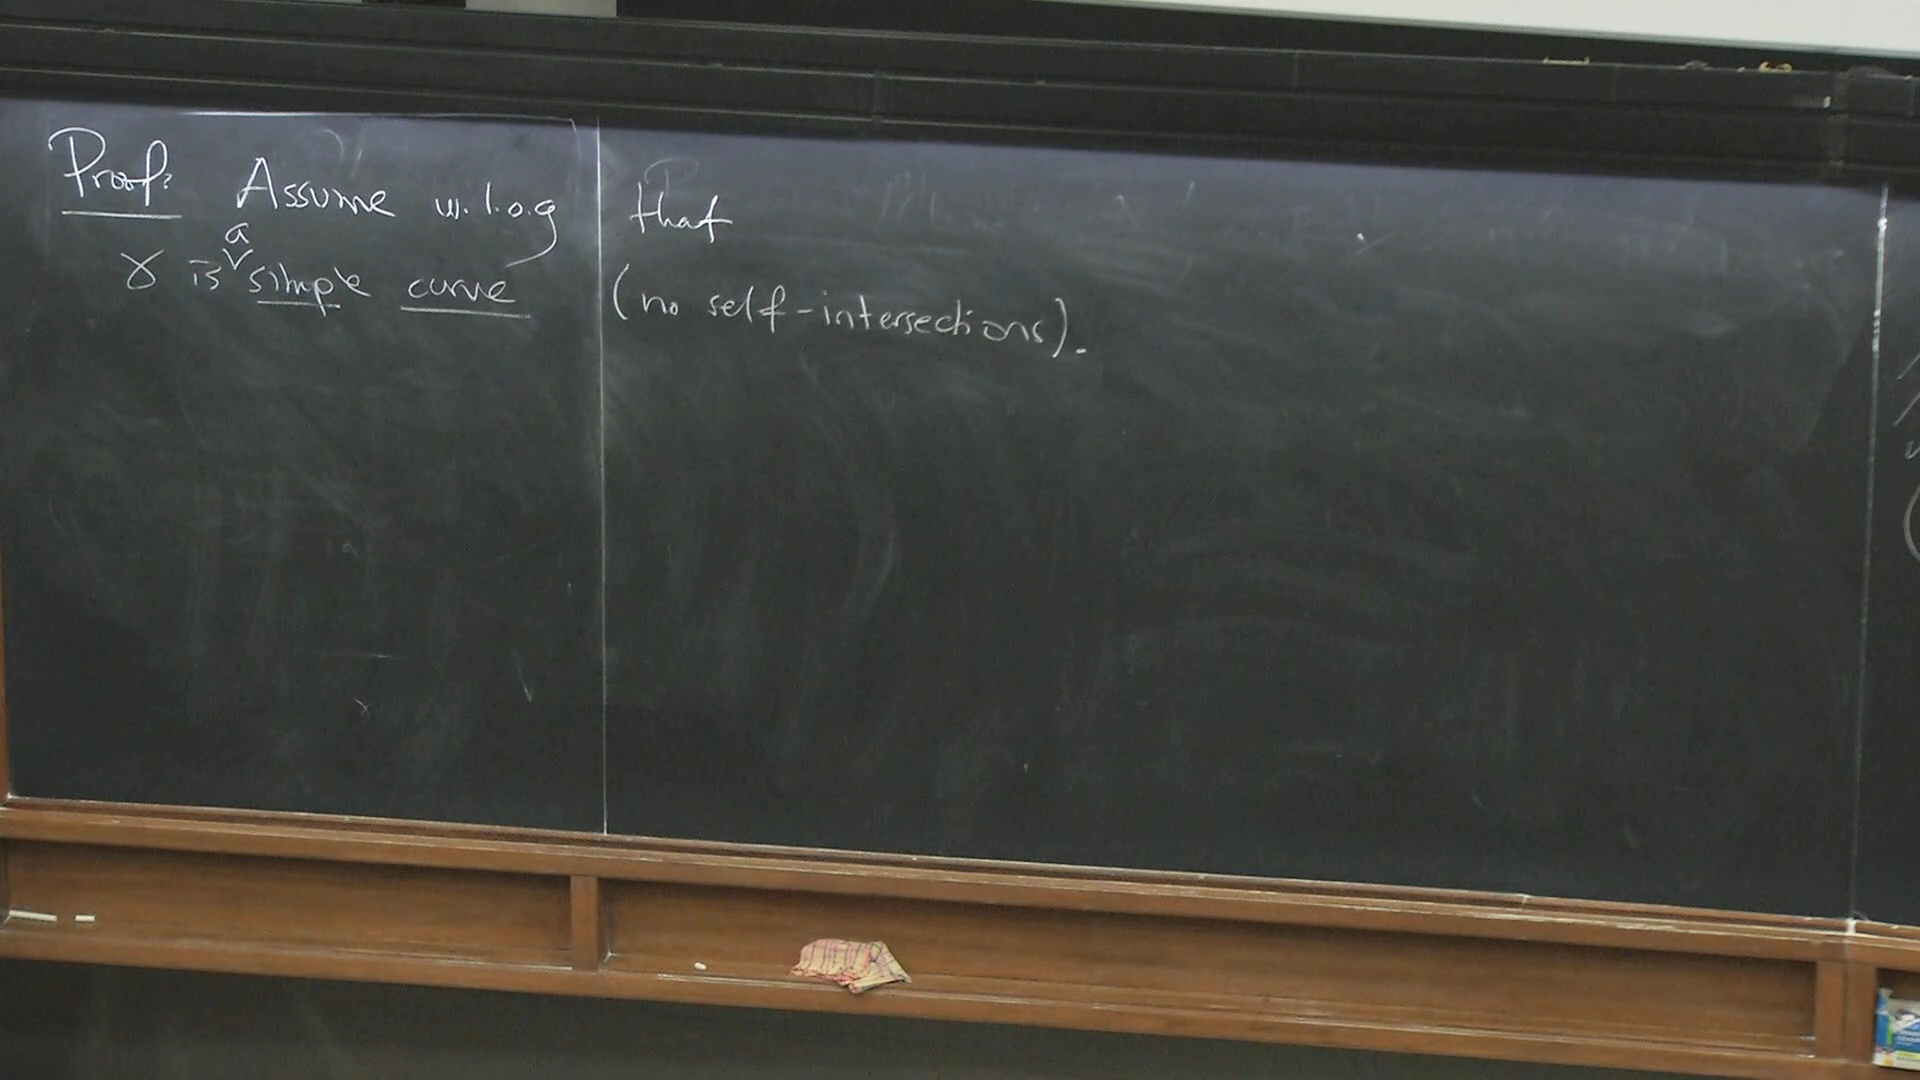 Proof: Assume w.l.o.g that
γ is a simple curve (no self-intersections).